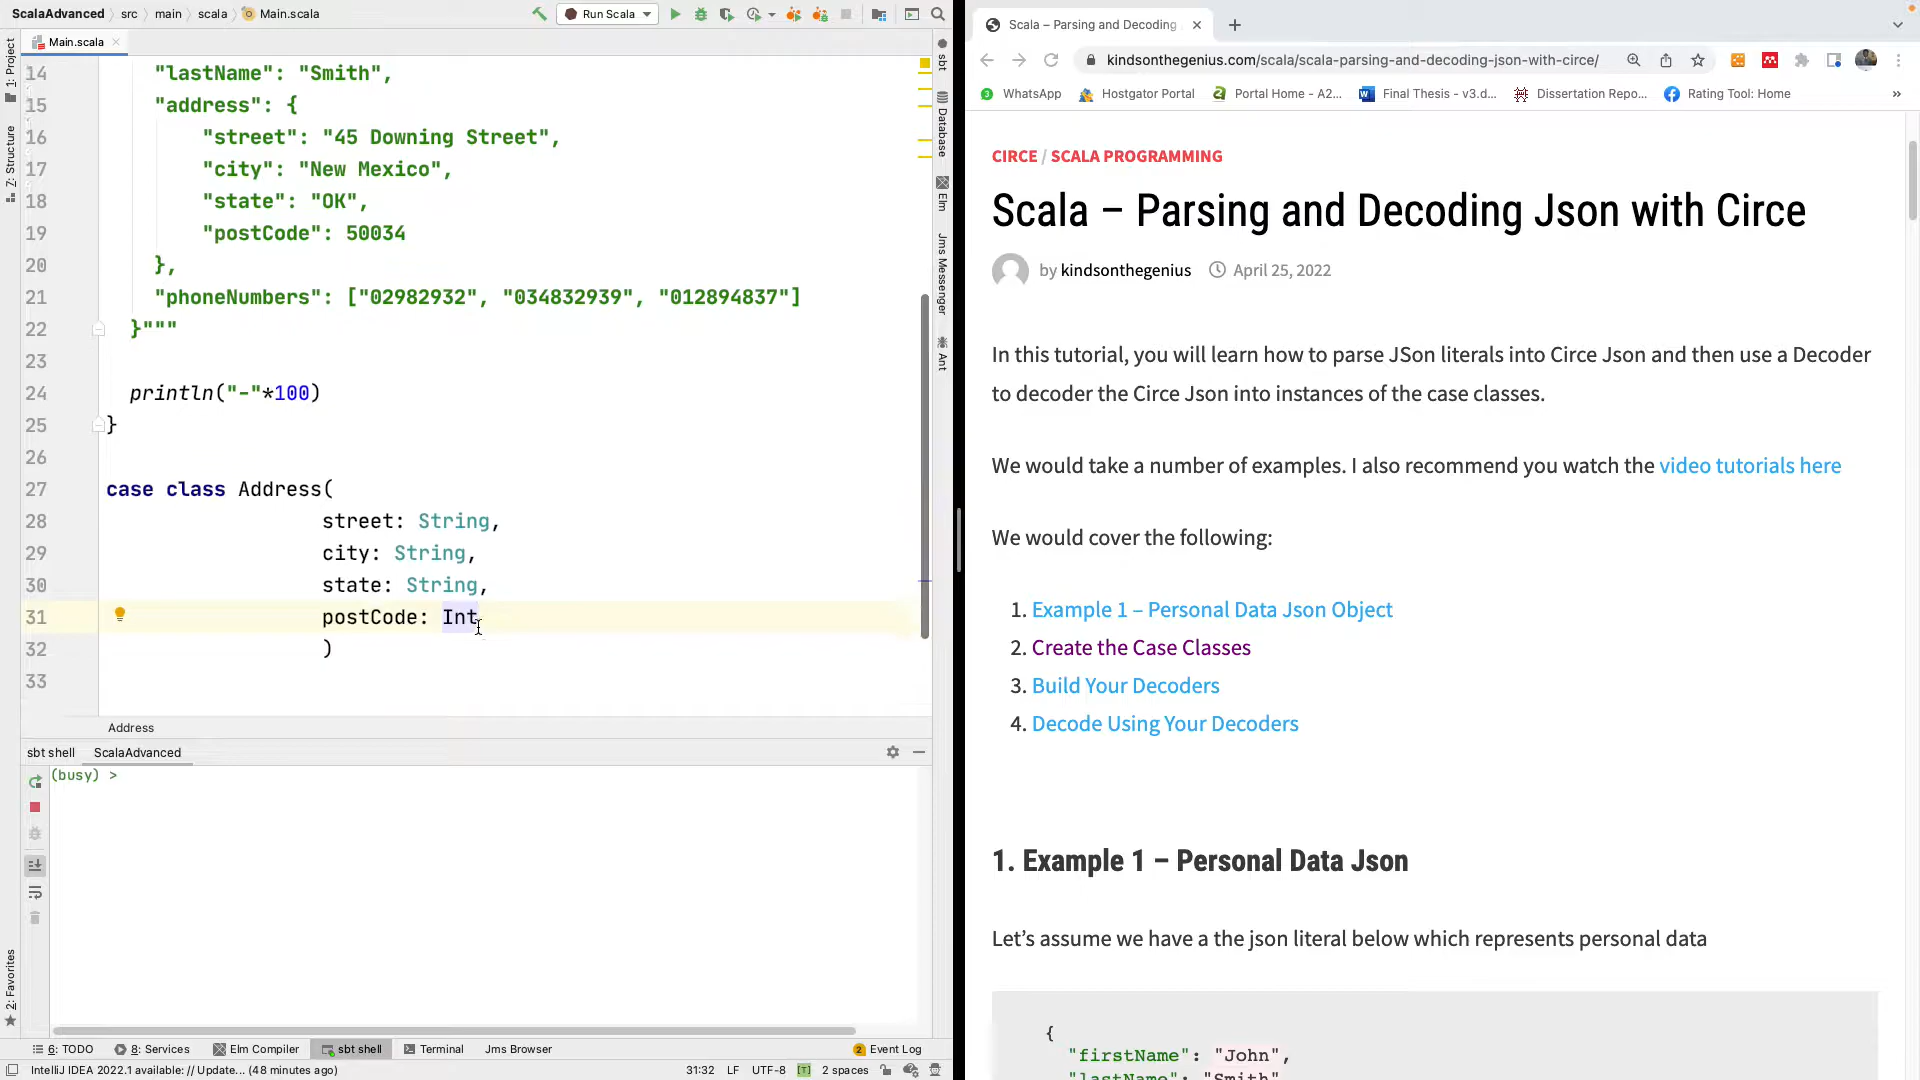 ScalaAdvanced src main scala Main.scala
Run Scala
Main.scala
1: Project
Z: Structure
2: Favorites
14 "lastName": "Smith",
15 "address": {
16 "street": "45 Downing Street",
17 "city": "New Mexico",
18 "state": "OK",
19 "postCode": 50034
20 },
21 "phoneNumbers": ["02982932", "034832939", "012894837"]
22 }"""
23
24 println("-"*100)
25 }
26
27 case class Address(
28 street: String,
29 city: String,
30 state: String,
31 postCode: Int
32 )
33
Address
sbt
Database
Elm
Jms Messenger
Ant
sbt shell ScalaAdvanced
(busy) >
6: TODO 8: Services Elm Compiler sbt shell Terminal Jms Browser 2 Event Log
IntelliJ IDEA 2022.1 available: // Update... (48 minutes ago) 31:32 LF UTF-8 [T] 2 spaces
Scala – Parsing and Decoding
kindsonthegenius.com/scala/scala-parsing-and-decoding-json-with-circe/
WhatsApp Hostgator Portal Portal Home - A2... Final Thesis - v3.d... Dissertation Repo... Rating Tool: Home »
CIRCE / SCALA PROGRAMMING
Scala – Parsing and Decoding Json with Circe
by kindsonthegenius April 25, 2022
In this tutorial, you will learn how to parse JSon literals into Circe Json and then use a Decoder
to decoder the Circe Json into instances of the case classes.
We would take a number of examples. I also recommend you watch the video tutorials here
We would cover the following:
1. Example 1 – Personal Data Json Object
2. Create the Case Classes
3. Build Your Decoders
4. Decode Using Your Decoders
1. Example 1 – Personal Data Json
Let's assume we have a the json literal below which represents personal data
{
"firstName": "John",
"lastName": "Smith"